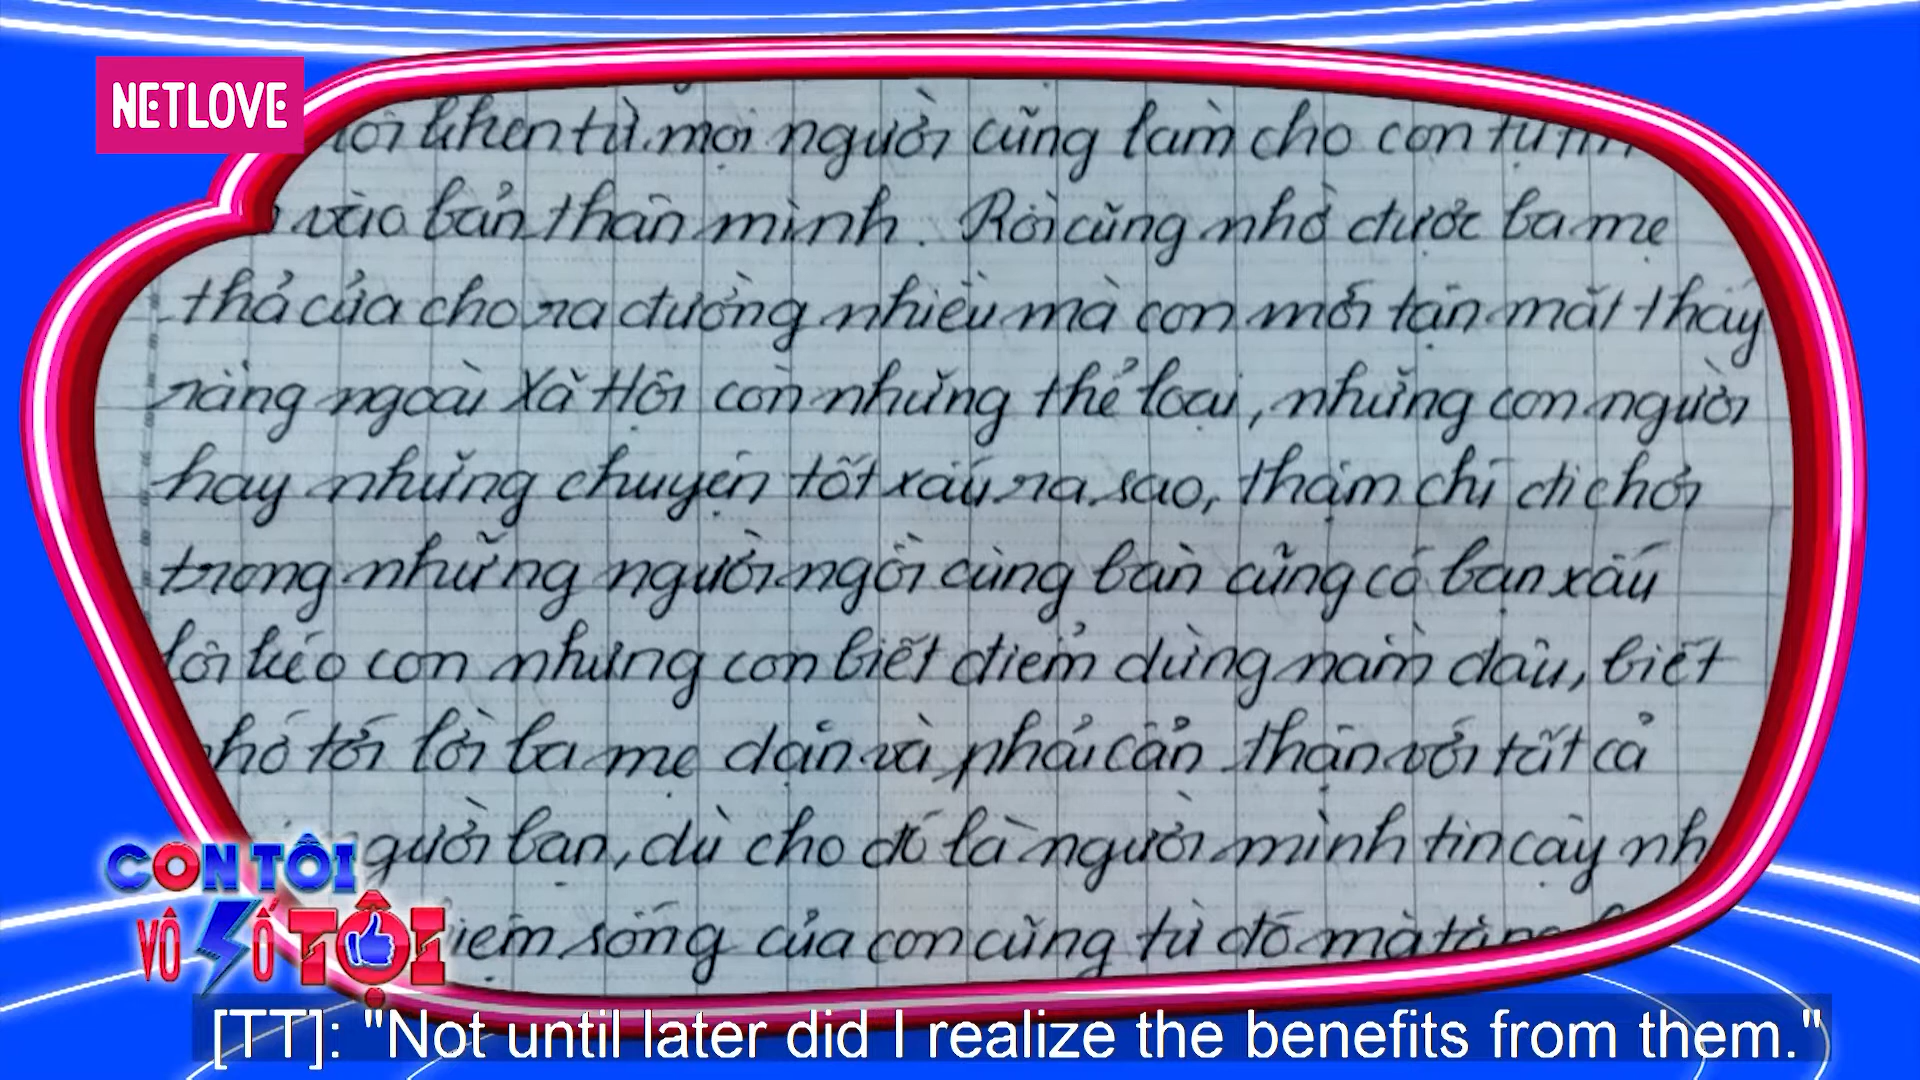 NETLOVE
khen từ mọi người cũng làm cho con tự tin
vào bản thân mình. Rồi cũng nhờ được ba mẹ
thả cửa cho ra đường nhiều mà con mới tận mắt thấy
rằng ngoài Xã Hội còn những thể loại, những con người
hay những chuyện tốt xấu ra sao, thậm chí đi chơi
trong những người ngồi cùng bàn cũng có bạn xấu
lôi kéo con nhưng con biết điểm dừng nằm đâu, biết
nhớ tới lời ba mẹ dặn và phải cẩn thận với tất cả
người bạn, dù cho đó là người mình tin cậy nh
sống của con cũng từ đó mà
CON TÔI
VÔ SỐ TỘI
[TT]: "Not until later did I realize the benefits from them."